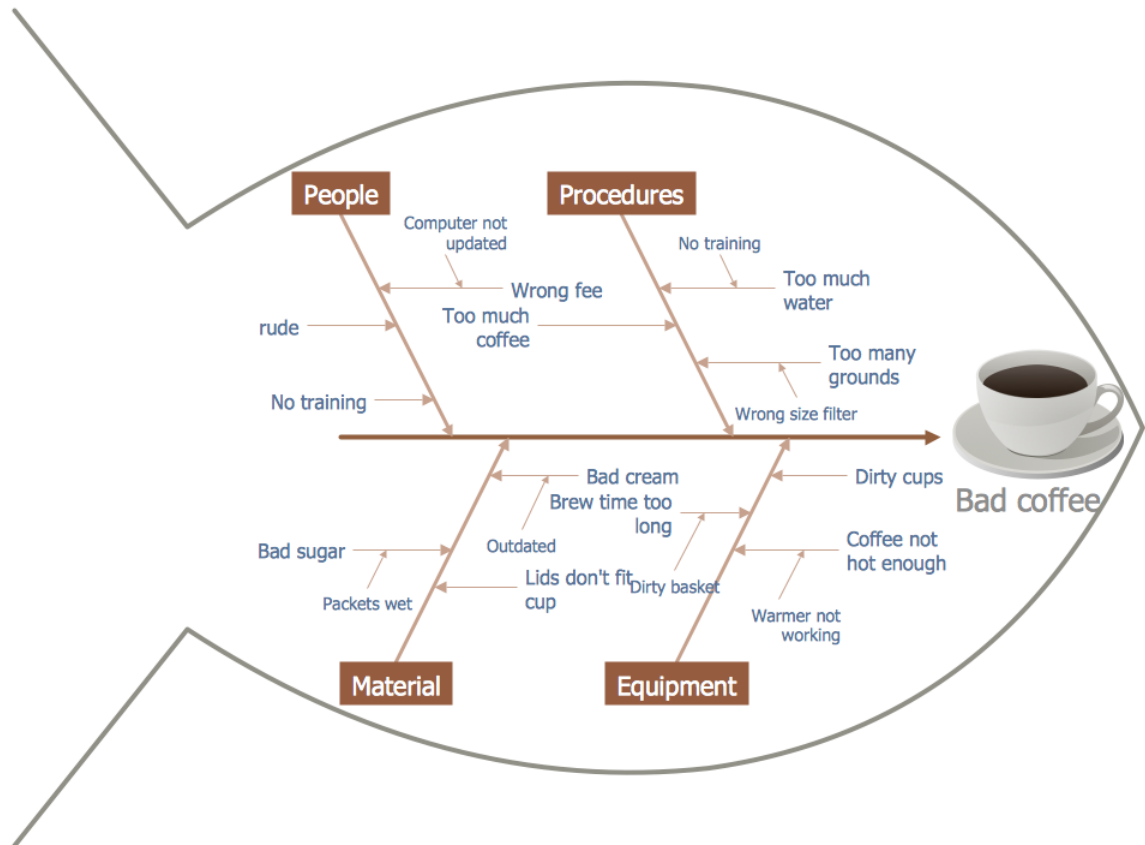 People
Procedures
Computer not
updated
No training
Wrong fee
Too much
water
rude
Too much
coffee
Too many
grounds
No training
Wrong size filter
Bad cream
Dirty cups
Bad coffee
Brew time too
long
Bad sugar
Outdated
Coffee not
hot enough
Packets wet
Lids don't fit
cup
Dirty basket
Warmer not
working
Material
Equipment